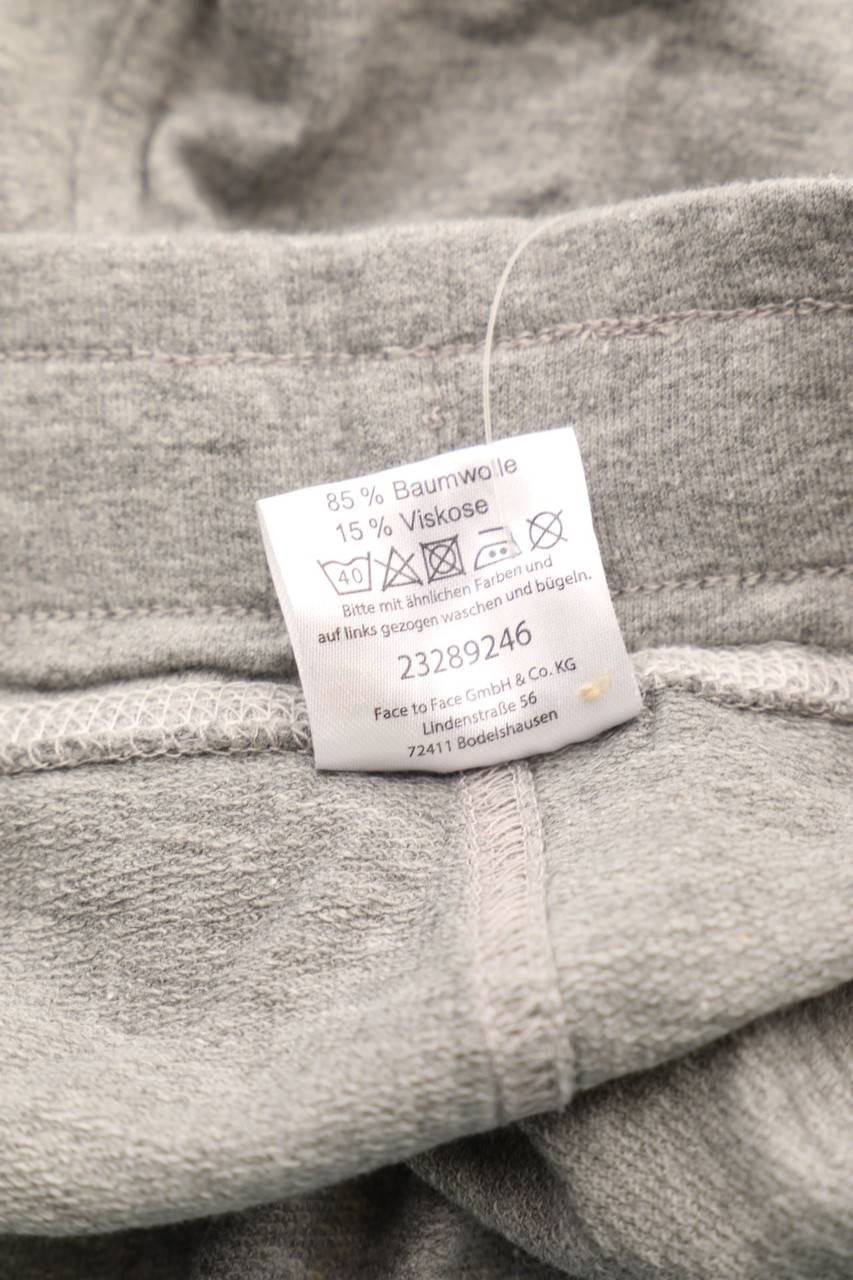 85 % Baumwolle
15 % Viskose
40
Bitte mit ähnlichen Farben und
auf links gezogen waschen und bügeln.
23289246
Face to Face GmbH & Co. KG
Lindenstraße 56
72411 Bodelshausen